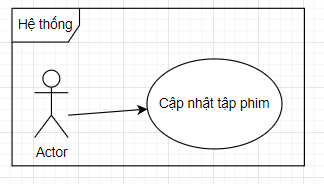 Hệ thống
Cập nhật tập phim
Actor